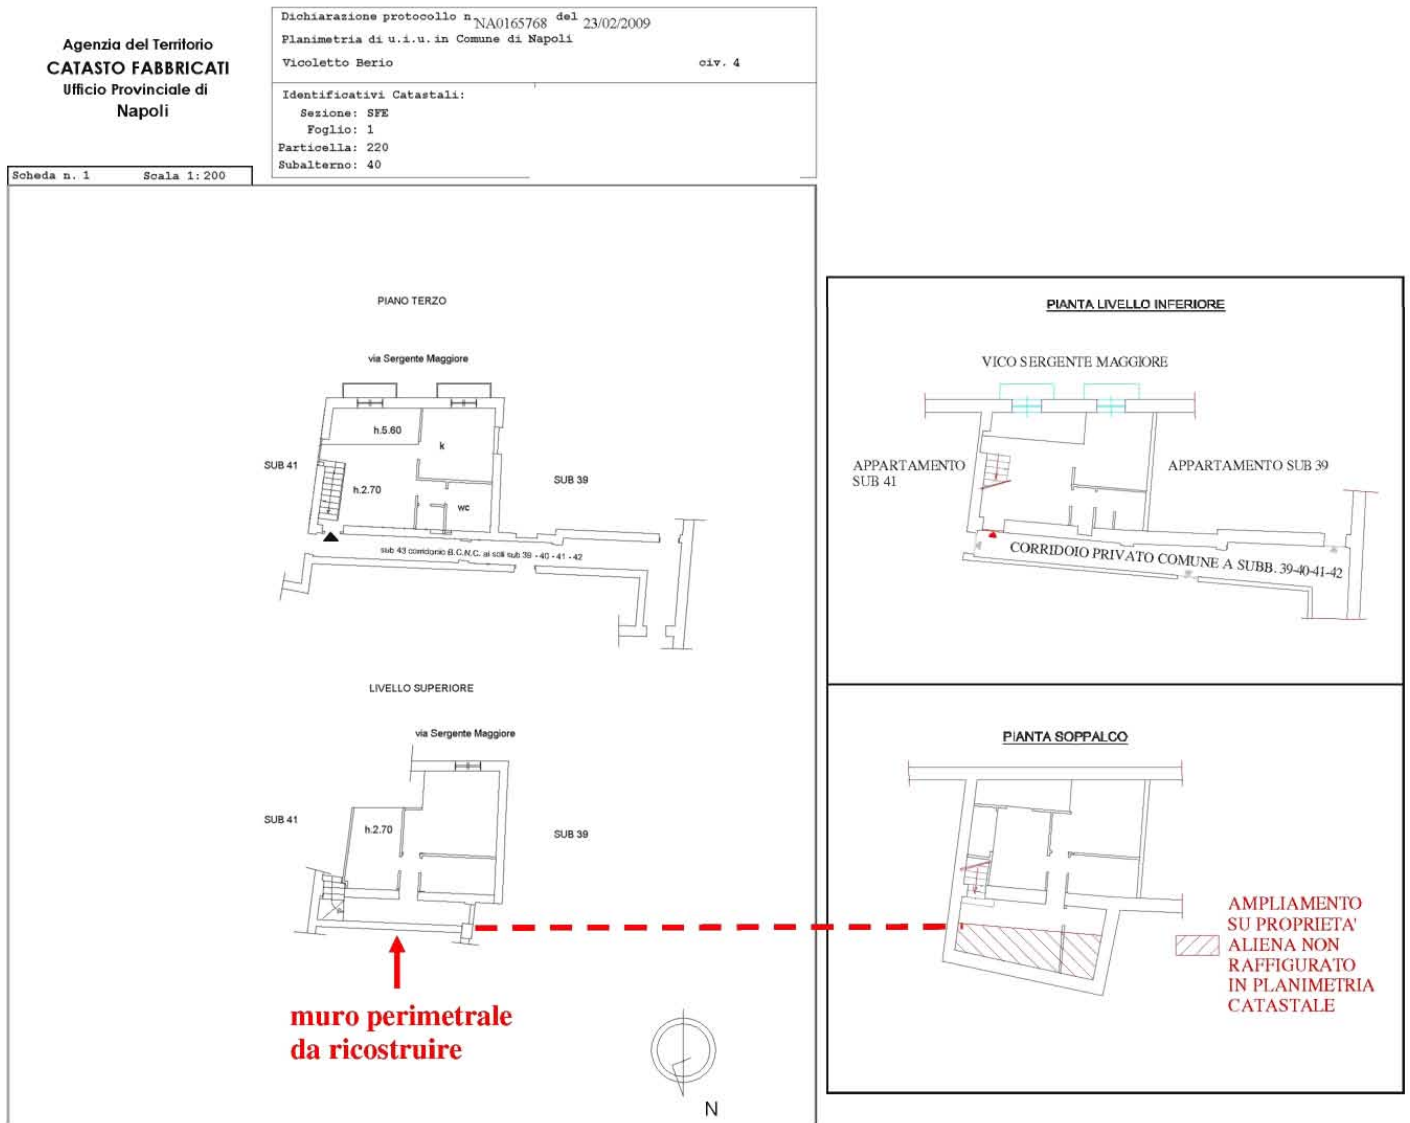 Agenzia del Territorio
CATASTO FABBRICATI
Ufficio Provinciale di
Napoli
Dichiarazione protocollo n. NA0165768 del 23/02/2009
Planimetria di u.i.u. in Comune di Napoli
Vicoletto Berio civ. 4
Identificativi Catastali:
Sezione: SFE
Foglio: 1
Particella: 220
Subalterno: 40
Scheda n. 1 Scala 1:200
PIANO TERZO
via Sergente Maggiore
h.5.60
k
SUB 41
h.2.70
SUB 39
wc
sub 43 corridoio B.C.N.C. ai soli sub 39 - 40 - 41 - 42
LIVELLO SUPERIORE
via Sergente Maggiore
SUB 41
h.2.70
SUB 39
muro perimetrale
da ricostruire
N
PIANTA LIVELLO INFERIORE
VICO SERGENTE MAGGIORE
APPARTAMENTO
SUB 41
APPARTAMENTO SUB 39
CORRIDOIO PRIVATO COMUNE A SUBB. 39-40-41-42
PIANTA SOPPALCO
AMPLIAMENTO
SU PROPRIETA'
ALIENA NON
RAFFIGURATO
IN PLANIMETRIA
CATASTALE